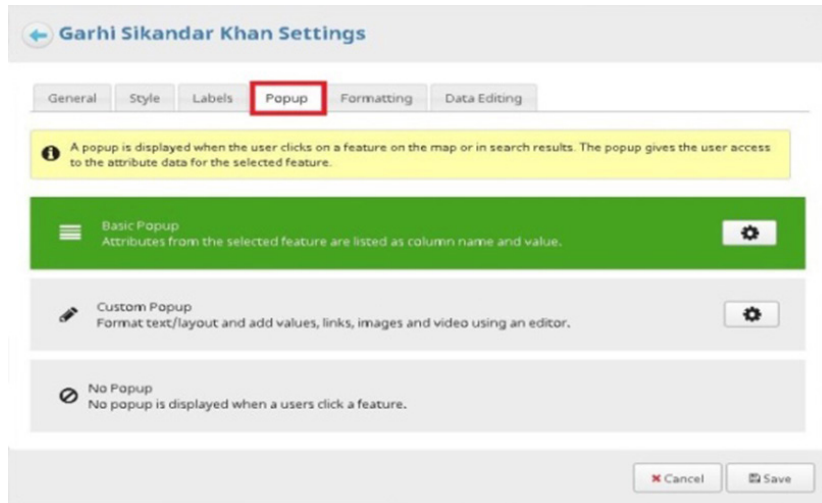 Garhi Sikandar Khan Settings
General Style Labels Popup Formatting Data Editing
A popup is displayed when the user clicks on a feature on the map or in search results. The popup gives the user access
to the attribute data for the selected feature.
Basic Popup
Attributes from the selected feature are listed as column name and value.
Custom Popup
Format text/layout and add values, links, images and video using an editor.
No Popup
No popup is displayed when a users click a feature.
Cancel Save